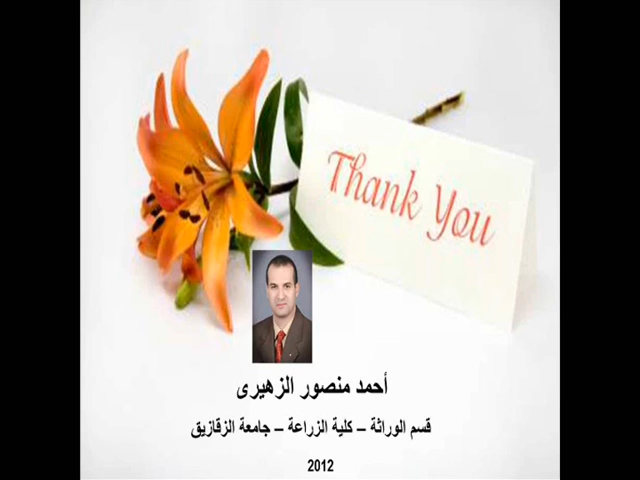 Thank You
أحمد منصور الزهيرى
قسم الوراثة – كلية الزراعة – جامعة الزقازيق
2012